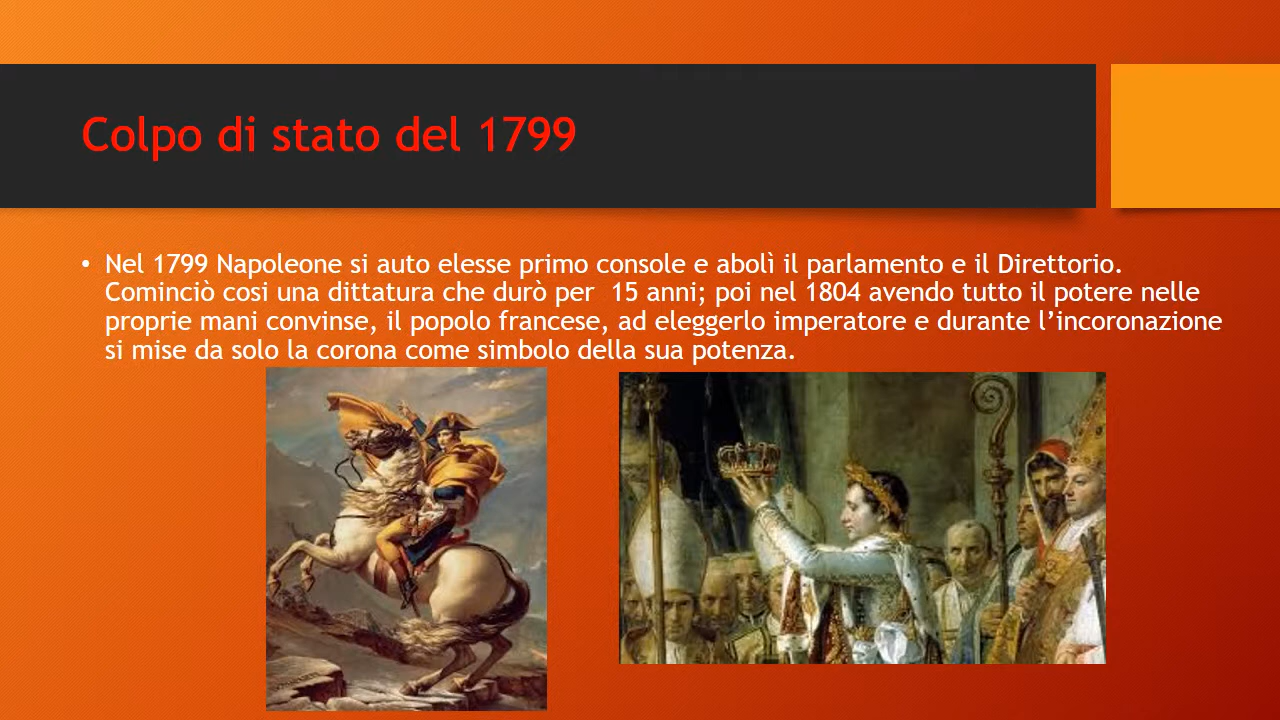 Colpo di stato del 1799
• Nel 1799 Napoleone si auto elesse primo console e abolì il parlamento e il Direttorio.
Cominciò cosi una dittatura che durò per  15 anni; poi nel 1804 avendo tutto il potere nelle
proprie mani convinse, il popolo francese, ad eleggerlo imperatore e durante l’incoronazione
si mise da solo la corona come simbolo della sua potenza.